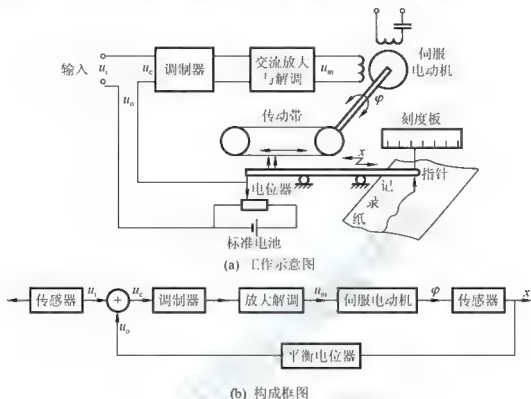 输入
u_i
u_e
u_o
调制器
交流放大
与解调
u_m
伺服
电动机
φ
传动带
刻度板
x
指针
记
录
纸
电位器
标准电池
(a) 工作示意图
传感器
u_i
+
u_e
调制器
放大解调
u_m
伺服电动机
φ
传感器
x
u_o
平衡电位器
(b) 构成框图